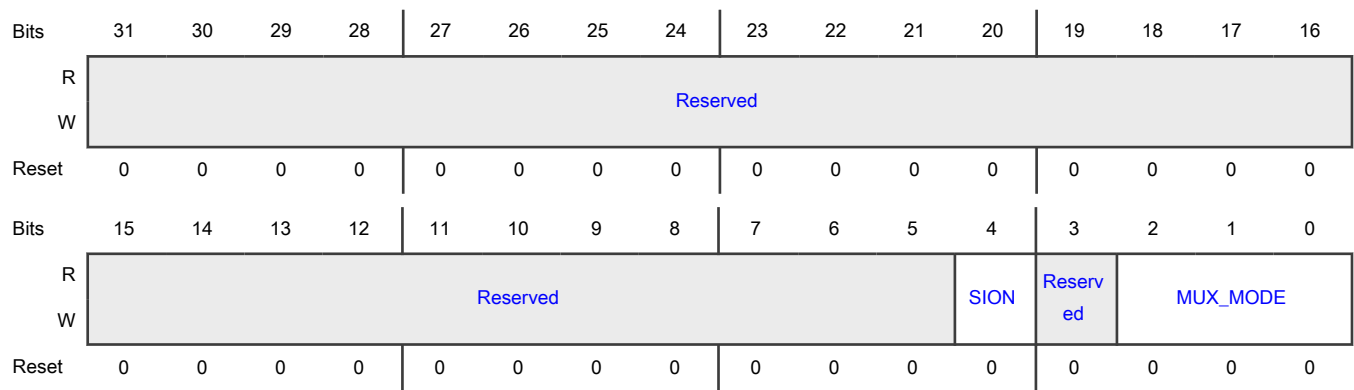 Bits 31 30 29 28 27 26 25 24 23 22 21 20 19 18 17 16
R
Reserved
W
Reset 0 0 0 0 0 0 0 0 0 0 0 0 0 0 0 0
Bits 15 14 13 12 11 10 9 8 7 6 5 4 3 2 1 0
R
Reserved SION Reserv
ed MUX_MODE
W
Reset 0 0 0 0 0 0 0 0 0 0 0 0 0 0 0 0